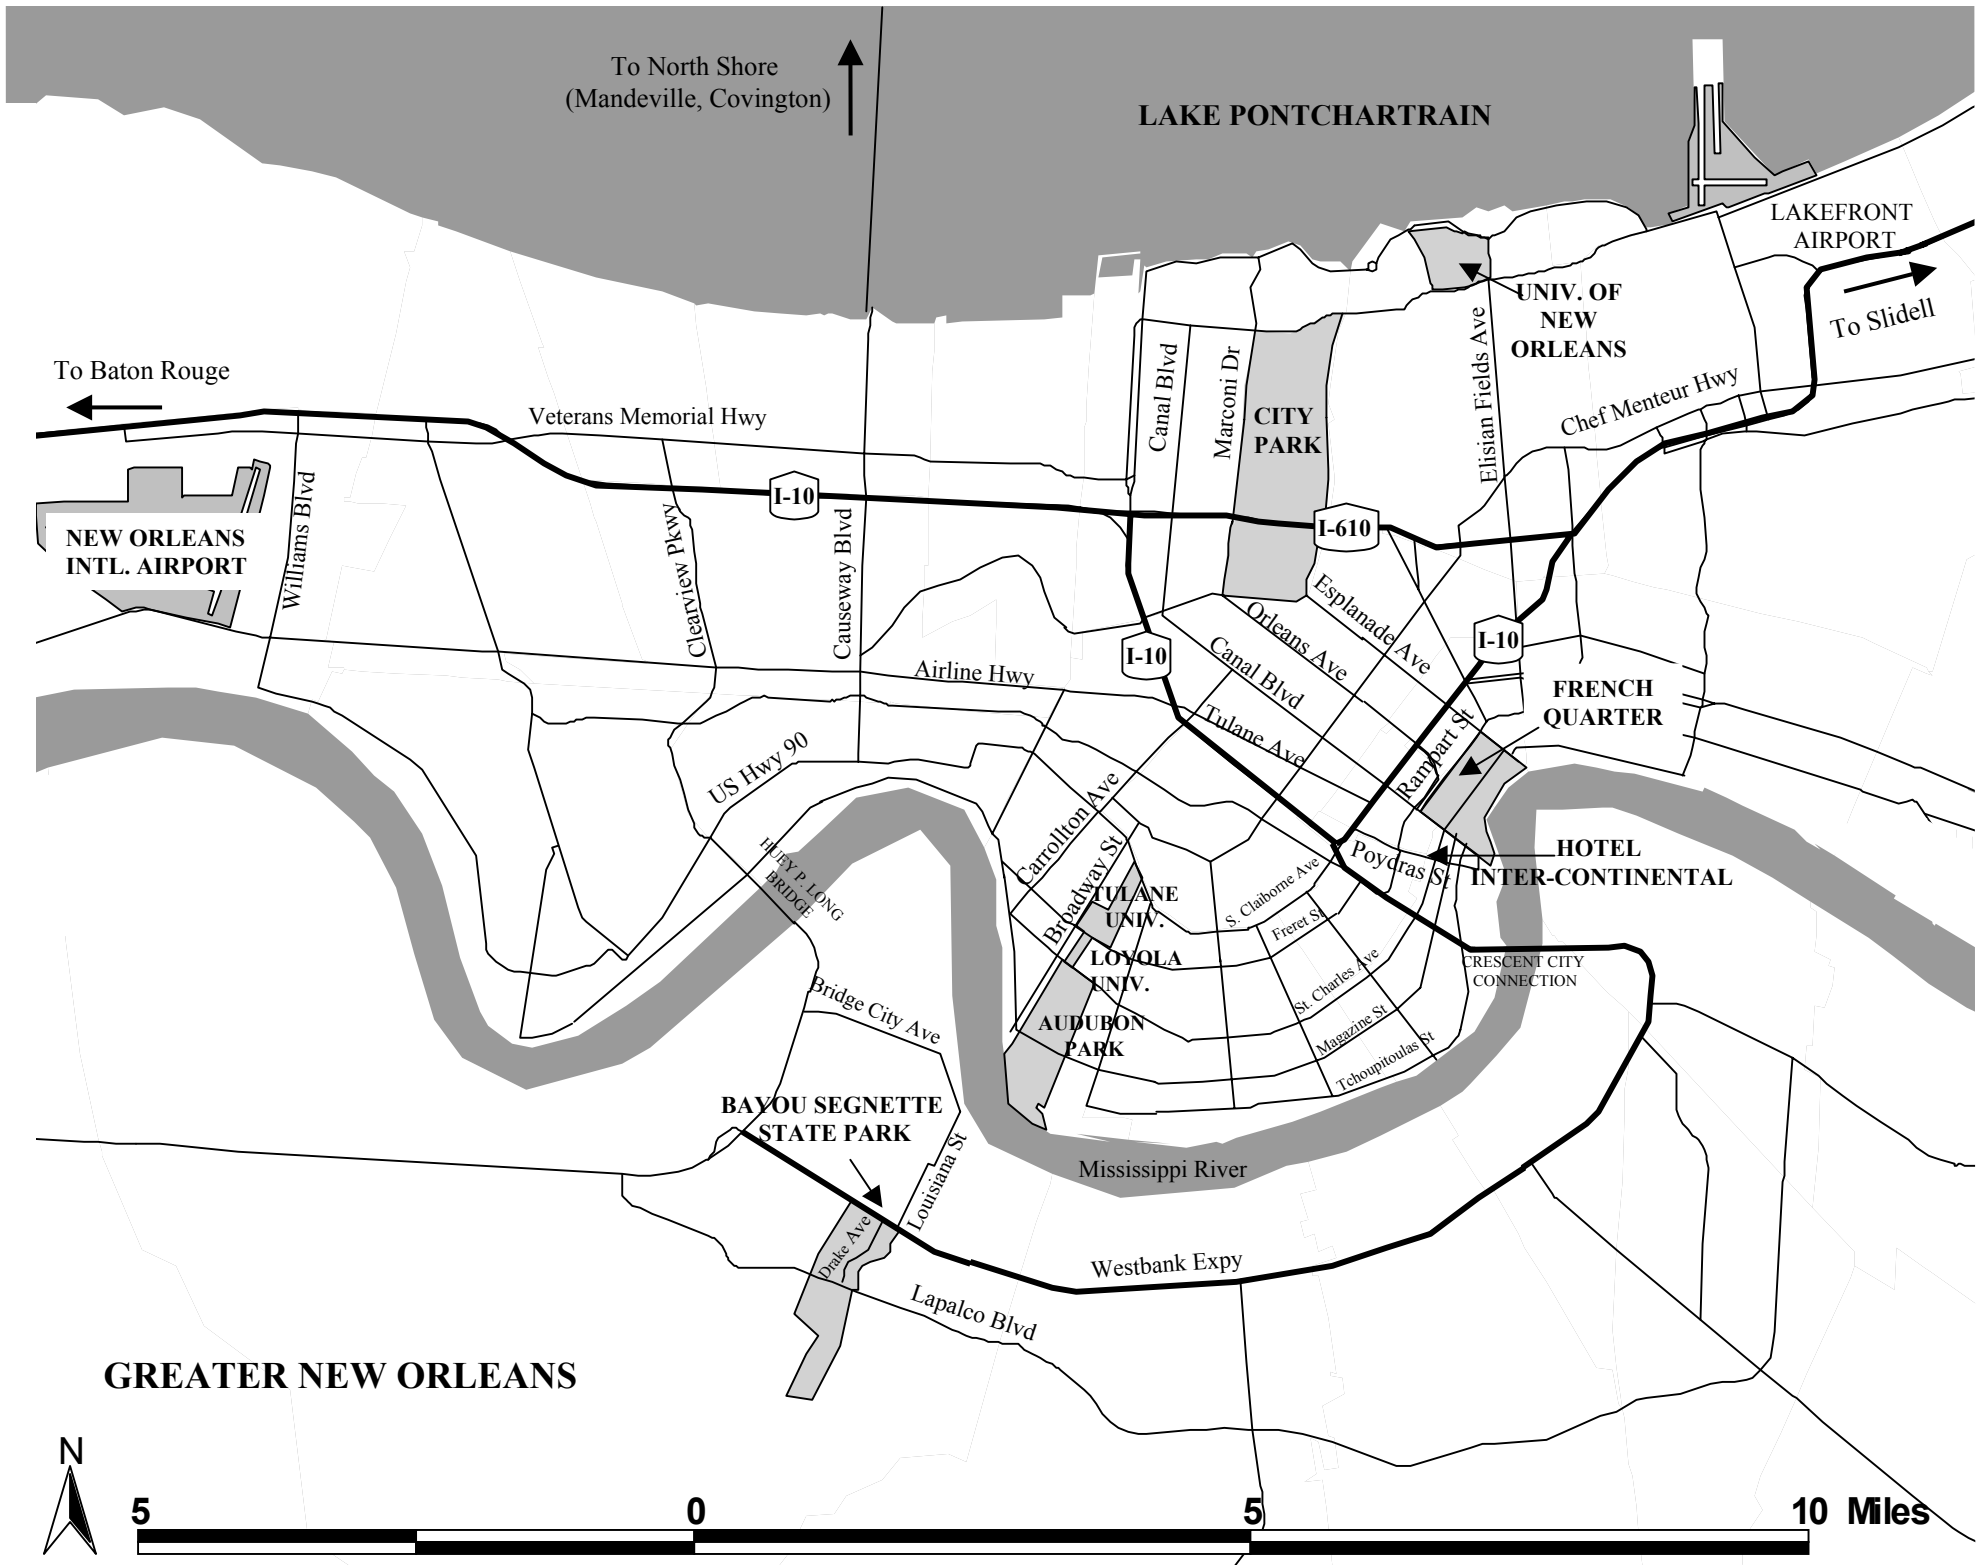 To North Shore
(Mandeville, Covington)
LAKE PONTCHARTRAIN
LAKEFRONT
AIRPORT
To Slidell
UNIV. OF
NEW
ORLEANS
To Baton Rouge
Veterans Memorial Hwy
Canal Blvd
Marconi Dr
CITY
PARK
Elisian Fields Ave
Chef Menteur Hwy
I-10
I-610
NEW ORLEANS
INTL. AIRPORT
Williams Blvd
Clearview Pkwy
Causeway Blvd
Esplanade Ave
Orleans Ave
Canal Blvd
I-10
I-10
Airline Hwy
Tulane Ave
FRENCH
QUARTER
Rampart St
US Hwy 90
Carrollton Ave
Broadway St
HUEY P. LONG
BRIDGE
Poydras St
HOTEL
INTER-CONTINENTAL
TULANE
UNIV.
S. Claiborne Ave
Freret St
LOYOLA
UNIV.
St. Charles Ave
CRESCENT CITY
CONNECTION
Bridge City Ave
AUDUBON
PARK
Magazine St
Tchoupitoulas St
BAYOU SEGNETTE
STATE PARK
Louisiana St
Mississippi River
Drake Ave
Westbank Expy
Lapalco Blvd
GREATER NEW ORLEANS
N
5 0 5 10 Miles